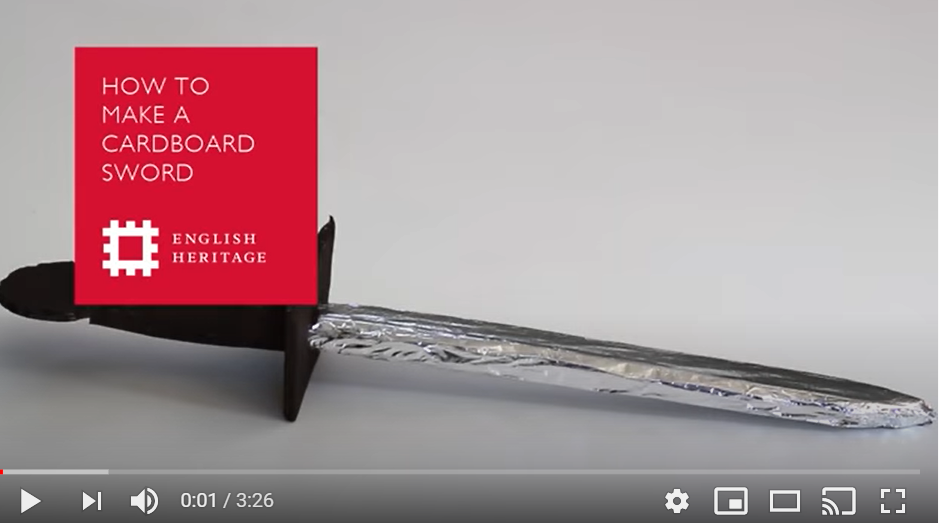 HOW TO
MAKE A
CARDBOARD
SWORD
ENGLISH
HERITAGE
0:01 / 3:26